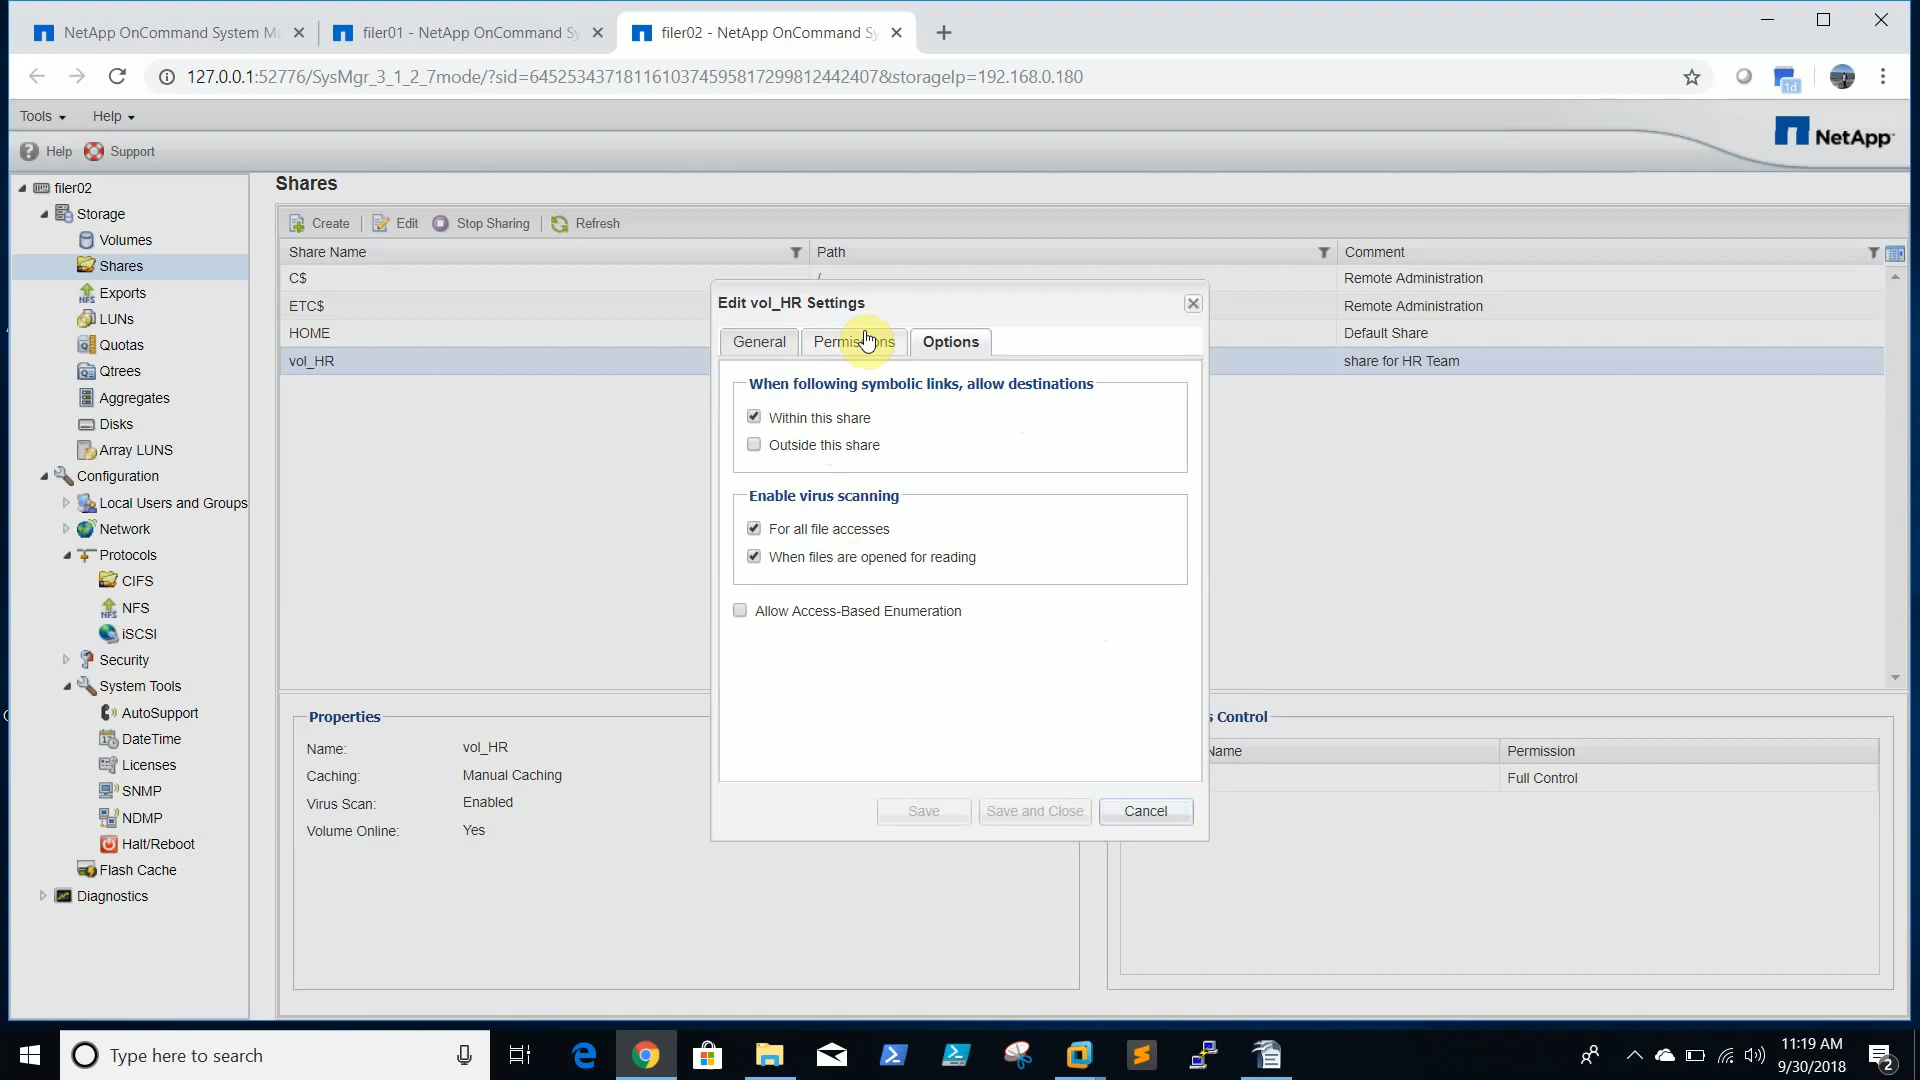 NetApp OnCommand System M
filer01 - NetApp OnCommand Sy
filer02 - NetApp OnCommand Sy
127.0.0.1:52776/SysMgr_3_1_2_7mode/?sid=6452534371811610374595817299812442407&storageIp=192.168.0.180
Tools
Help
NetApp
Help
Support
filer02
Storage
Volumes
Shares
Exports
LUNs
Quotas
Qtrees
Aggregates
Disks
Array LUNS
Configuration
Local Users and Groups
Network
Protocols
CIFS
NFS
iSCSI
Security
System Tools
AutoSupport
DateTime
Licenses
SNMP
NDMP
Halt/Reboot
Flash Cache
Diagnostics
Shares
Create
Edit
Stop Sharing
Refresh
Share Name
Path
Comment
C$
/
Remote Administration
ETC$
Remote Administration
HOME
Default Share
vol_HR
share for HR Team
Edit vol_HR Settings
General
Permissions
Options
When following symbolic links, allow destinations
Within this share
Outside this share
Enable virus scanning
For all file accesses
When files are opened for reading
Allow Access-Based Enumeration
Save
Save and Close
Cancel
Properties
Name: vol_HR
Caching: Manual Caching
Virus Scan: Enabled
Volume Online: Yes
s Control
Name
Permission
Full Control
Type here to search
11:19 AM
9/30/2018
2
1d